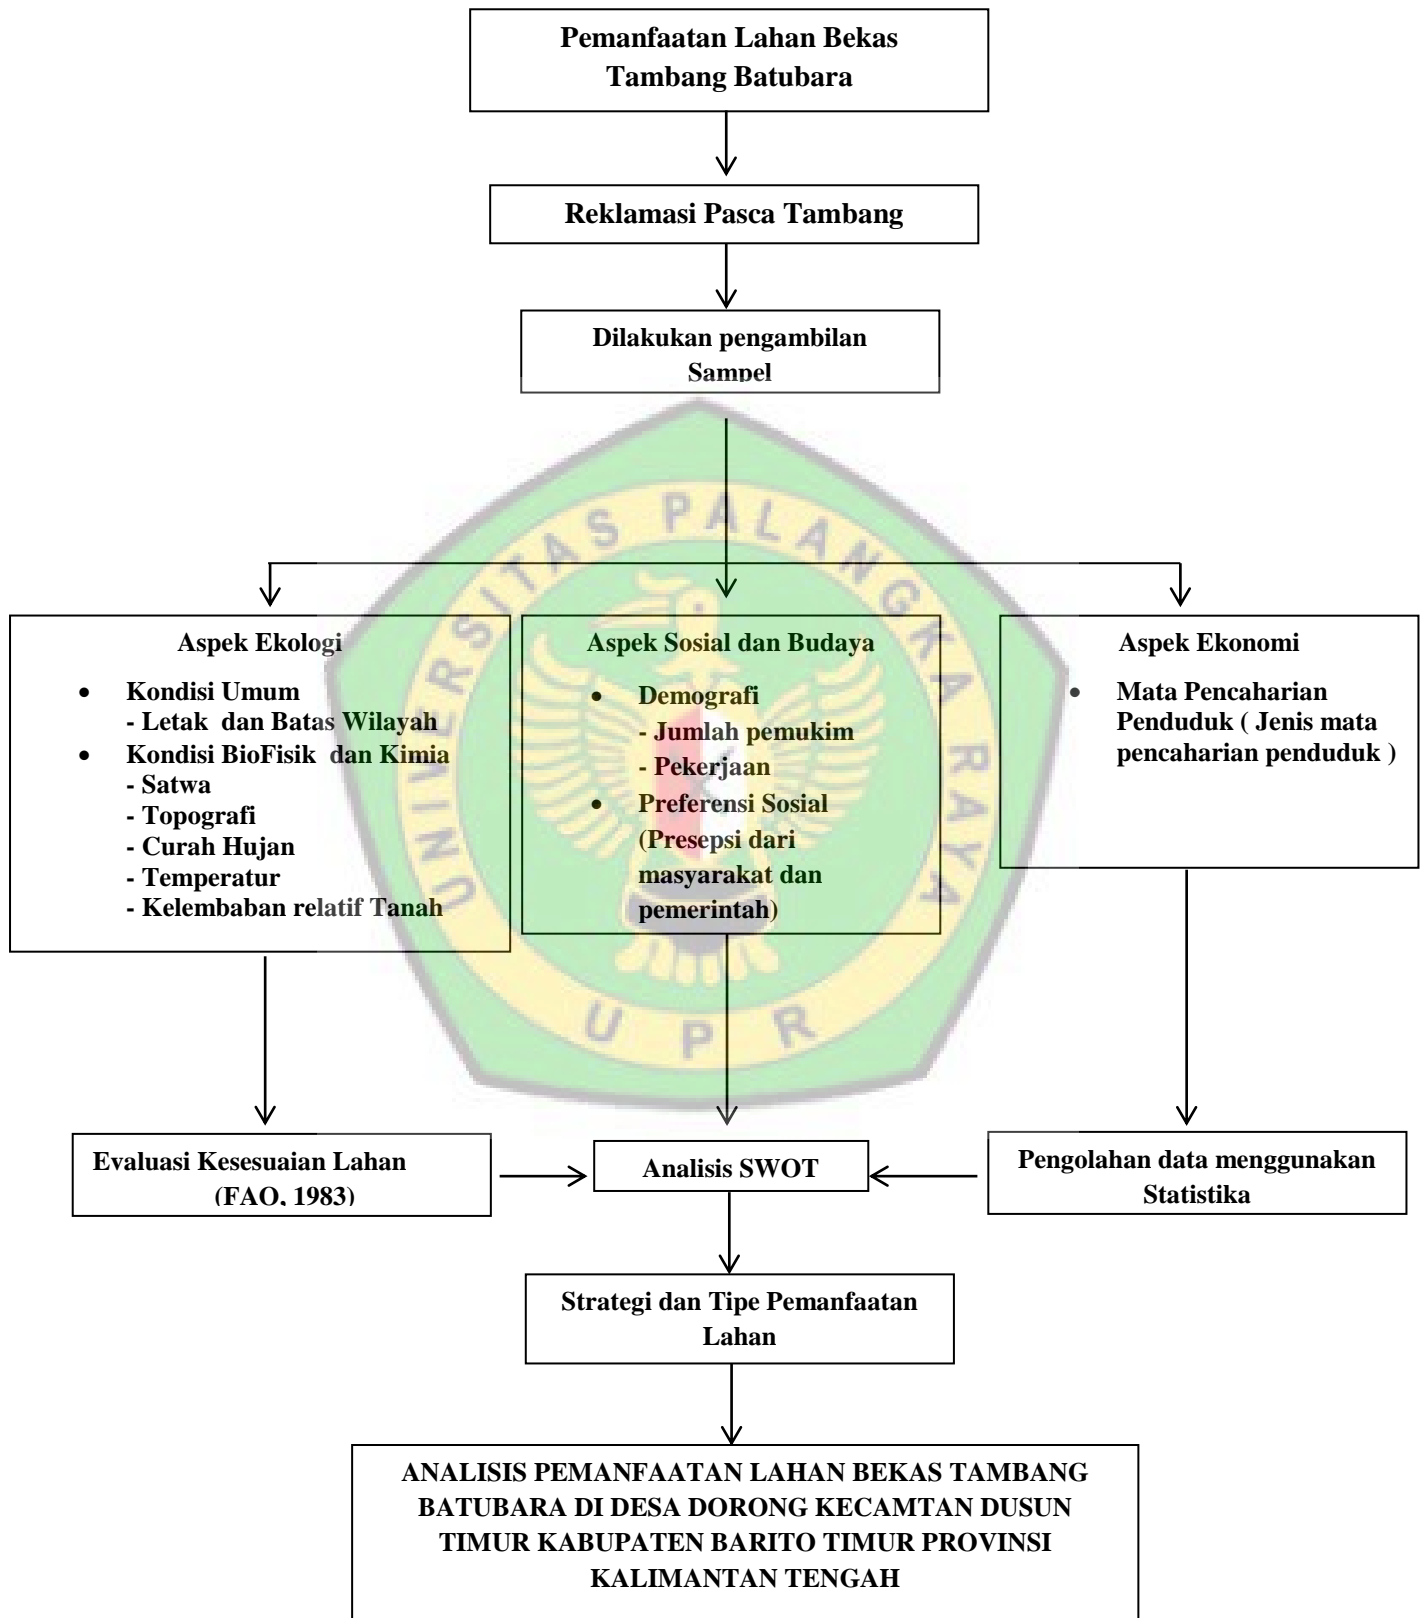 Pemanfaatan Lahan Bekas
Tambang Batubara
Reklamasi Pasca Tambang
Dilakukan pengambilan
Sampel
UNIVERSITAS PALANGKA RAYA
UPR
Aspek Ekologi
• Kondisi Umum
- Letak dan Batas Wilayah
• Kondisi BioFisik dan Kimia
- Satwa
- Topografi
- Curah Hujan
- Temperatur
- Kelembaban relatif Tanah
Aspek Sosial dan Budaya
• Demografi
- Jumlah pemukim
- Pekerjaan
• Preferensi Sosial
(Presepsi dari
masyarakat dan
pemerintah)
Aspek Ekonomi
• Mata Pencaharian
Penduduk ( Jenis mata
pencaharian penduduk )
Evaluasi Kesesuaian Lahan
(FAO, 1983)
Analisis SWOT
Pengolahan data menggunakan
Statistika
Strategi dan Tipe Pemanfaatan
Lahan
ANALISIS PEMANFAATAN LAHAN BEKAS TAMBANG
BATUBARA DI DESA DORONG KECAMTAN DUSUN
TIMUR KABUPATEN BARITO TIMUR PROVINSI
KALIMANTAN TENGAH